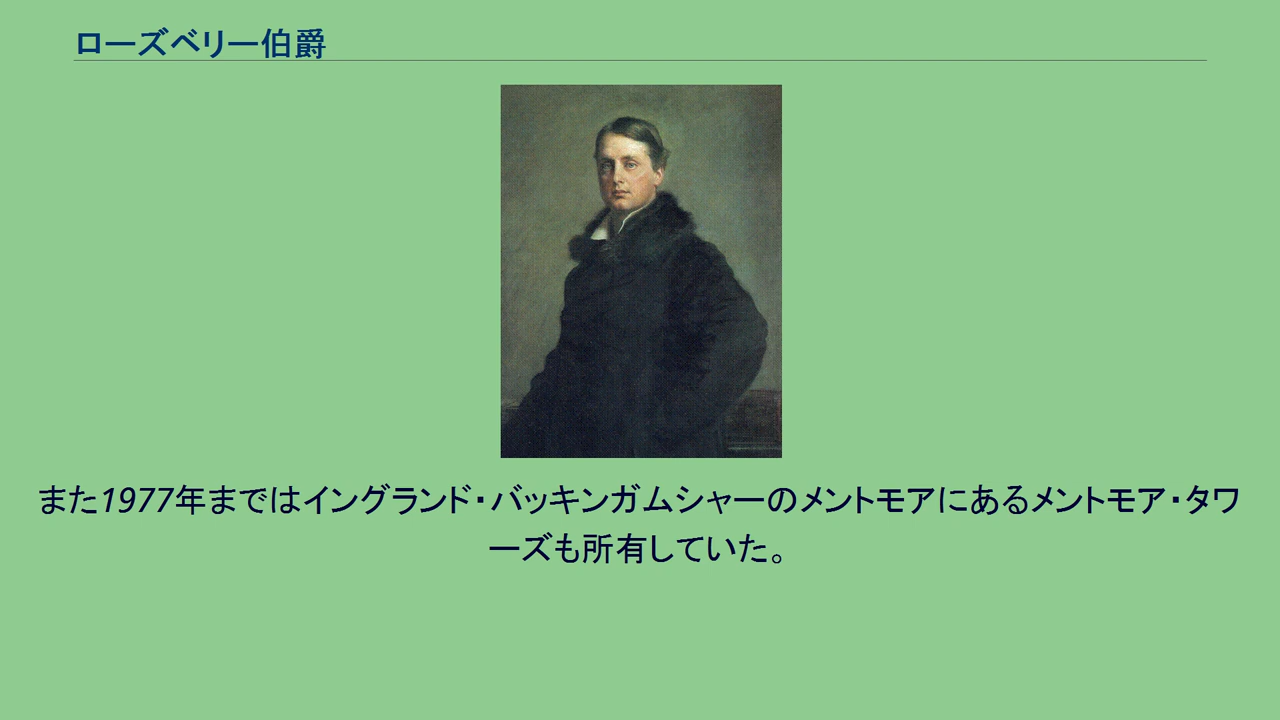 ローズベリー伯爵
また1977年まではイングランド・バッキンガムシャーのメントモアにあるメントモア・タワ
ーズも所有していた。